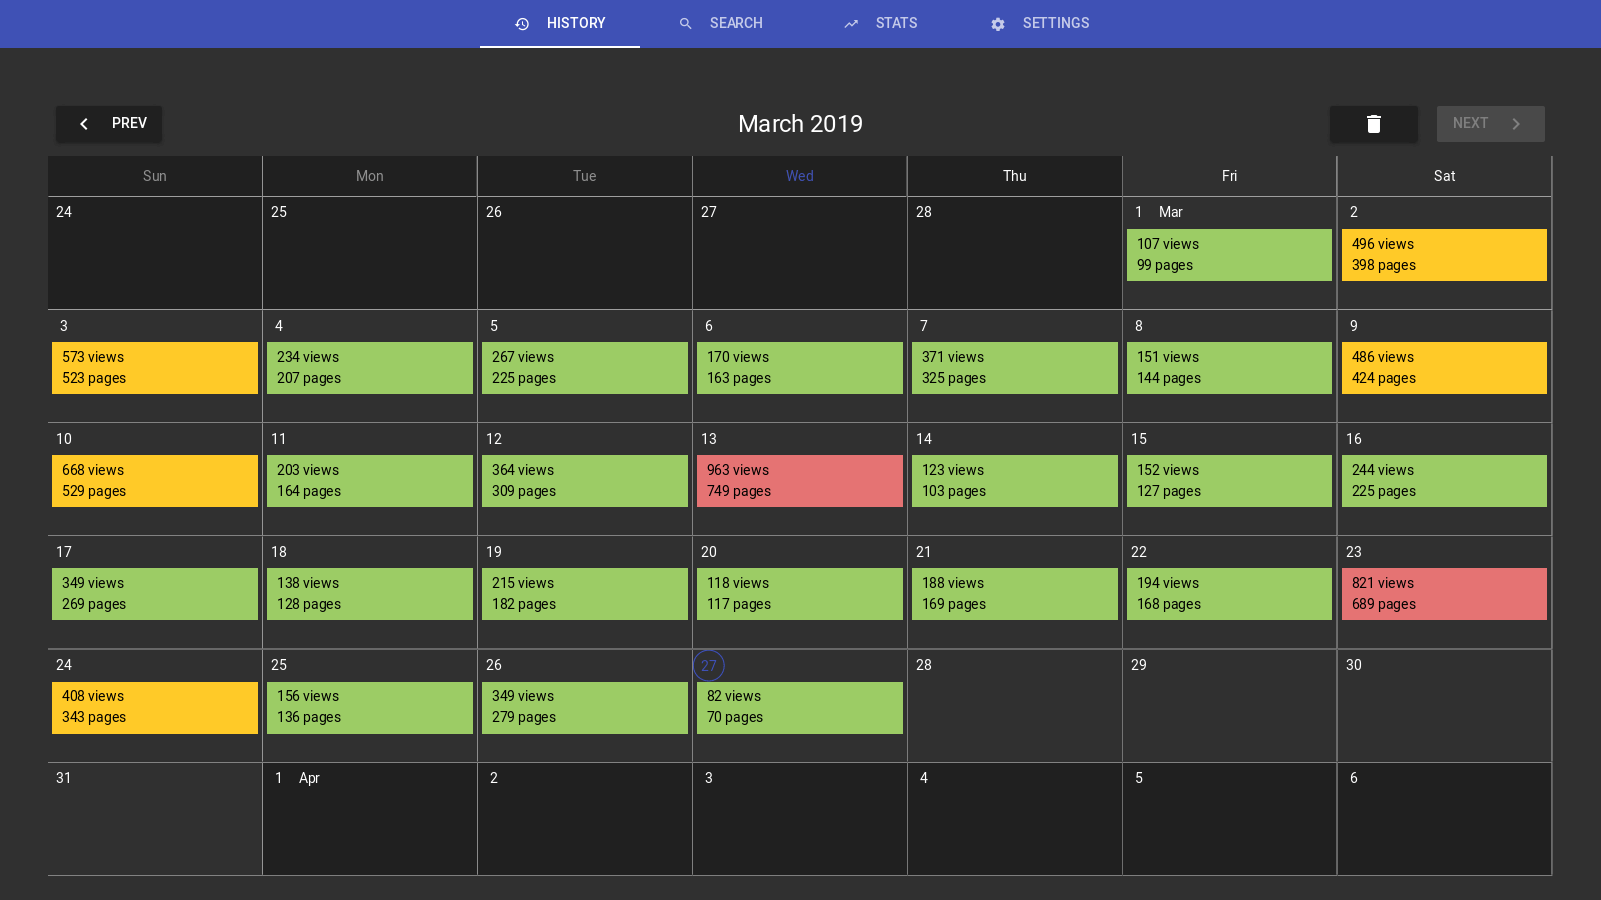 HISTORY SEARCH STATS SETTINGS
PREV March 2019 NEXT
Sun Mon Tue Wed Thu Fri Sat
24 25 26 27 28 1 Mar 2
107 views 496 views
99 pages 398 pages
3 4 5 6 7 8 9
573 views 234 views 267 views 170 views 371 views 151 views 486 views
523 pages 207 pages 225 pages 163 pages 325 pages 144 pages 424 pages
10 11 12 13 14 15 16
668 views 203 views 364 views 963 views 123 views 152 views 244 views
529 pages 164 pages 309 pages 749 pages 103 pages 127 pages 225 pages
17 18 19 20 21 22 23
349 views 138 views 215 views 118 views 188 views 194 views 821 views
269 pages 128 pages 182 pages 117 pages 169 pages 168 pages 689 pages
24 25 26 27 28 29 30
408 views 156 views 349 views 82 views
343 pages 136 pages 279 pages 70 pages
31 1 Apr 2 3 4 5 6